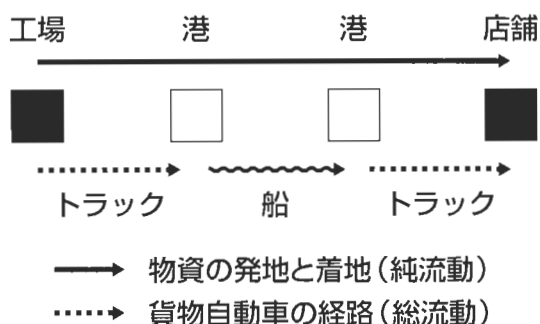 工場 港 港 店舗
トラック 船 トラック
物資の発地と着地(純流動)
貨物自動車の経路(総流動)